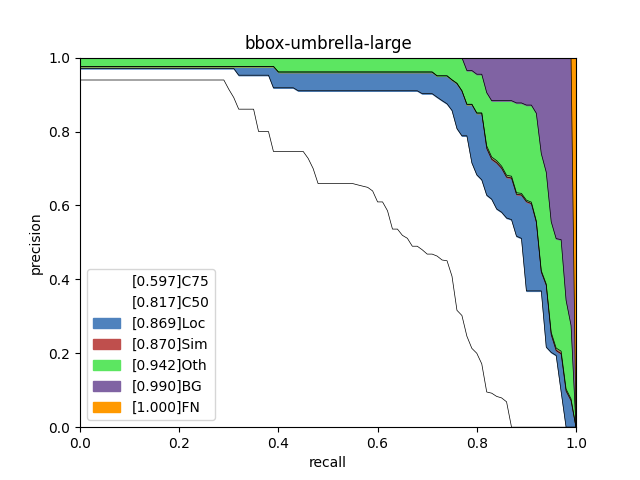 bbox-umbrella-large
1.0
0.8
0.6
0.4
0.2
0.0
precision
[0.597]C75
[0.817]C50
[0.869]Loc
[0.870]Sim
[0.942]Oth
[0.990]BG
[1.000]FN
0.0 0.2 0.4 0.6 0.8 1.0
recall